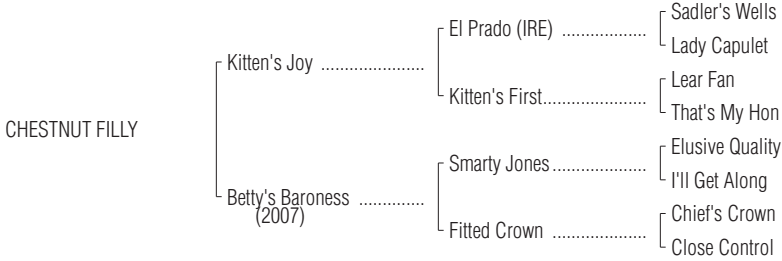 Sadler's Wells
El Prado (IRE) ..................
Lady Capulet
Kitten's Joy ......................
Lear Fan
Kitten's First......................
That's My Hon
CHESTNUT FILLY
Elusive Quality
Smarty Jones....................
I'll Get Along
Betty's Baroness ..............
(2007)
Chief's Crown
Fitted Crown ....................
Close Control